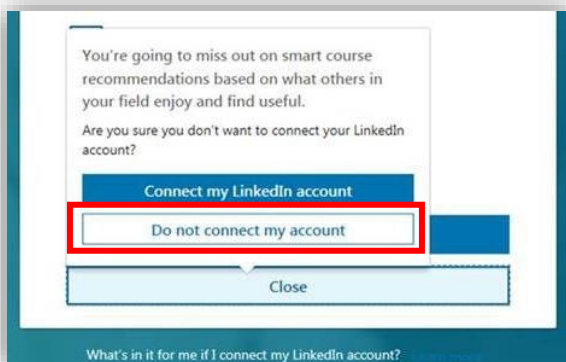 You're going to miss out on smart course
recommendations based on what others in
your field enjoy and find useful.
Are you sure you don't want to connect your LinkedIn
account?
Connect my LinkedIn account
Do not connect my account
Close
What's in it for me if I connect my LinkedIn account?